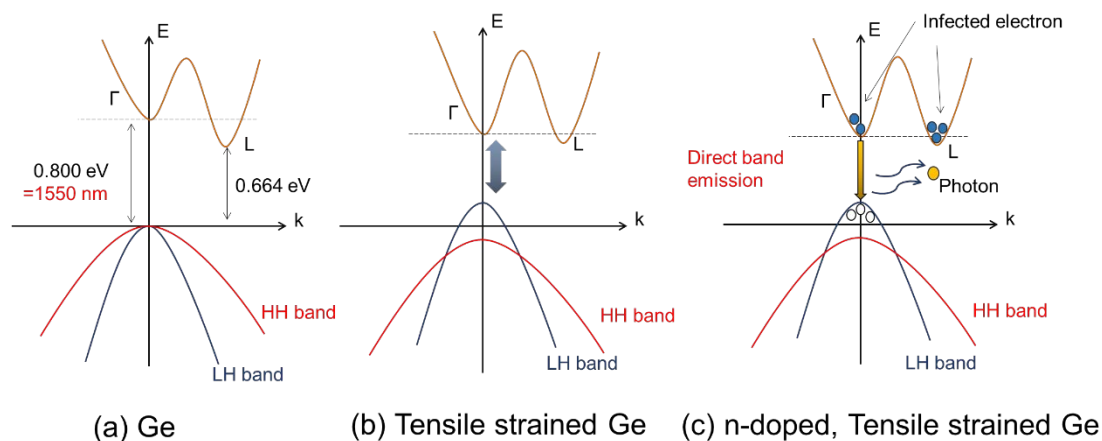 E
Γ
L
0.800 eV
=1550 nm
0.664 eV
k
HH band
LH band
(a) Ge
E
Γ
L
k
HH band
LH band
(b) Tensile strained Ge
Infected electron
E
Γ
L
Direct band
emission
Photon
k
HH band
LH band
(c) n-doped, Tensile strained Ge